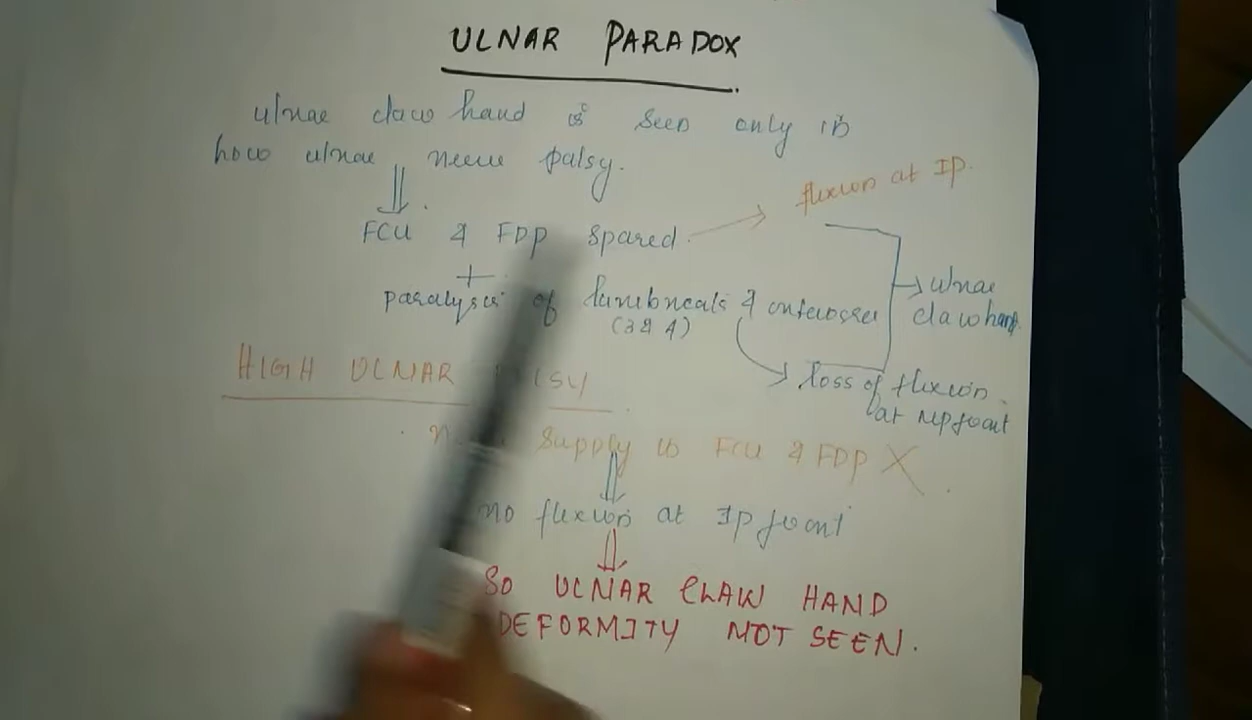 ULNAR PARADOX
ulnar claw hand is seen only in
low ulnar nerve palsy.
FCU & FDP spared
flexion at IP.
+
paralysis of lumbricals & interossei
(3 & 4)
ulnar
claw hand
loss of flexion
at MP joint
HIGH ULNAR
supply to FCU & FDP X
no flexion at IP joint
SO ULNAR CLAW HAND
DEFORMITY NOT SEEN.